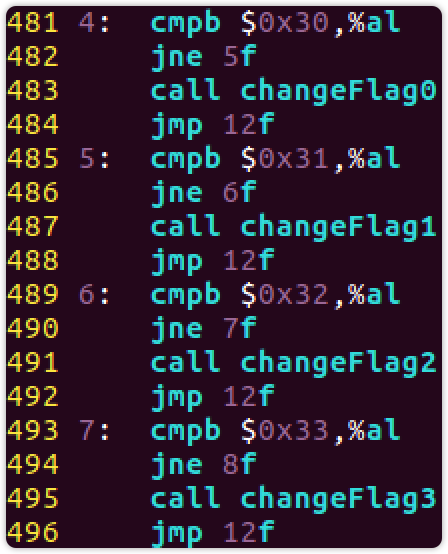 481 4: cmpb $0x30,%al
482 jne 5f
483 call changeFlag0
484 jmp 12f
485 5: cmpb $0x31,%al
486 jne 6f
487 call changeFlag1
488 jmp 12f
489 6: cmpb $0x32,%al
490 jne 7f
491 call changeFlag2
492 jmp 12f
493 7: cmpb $0x33,%al
494 jne 8f
495 call changeFlag3
496 jmp 12f